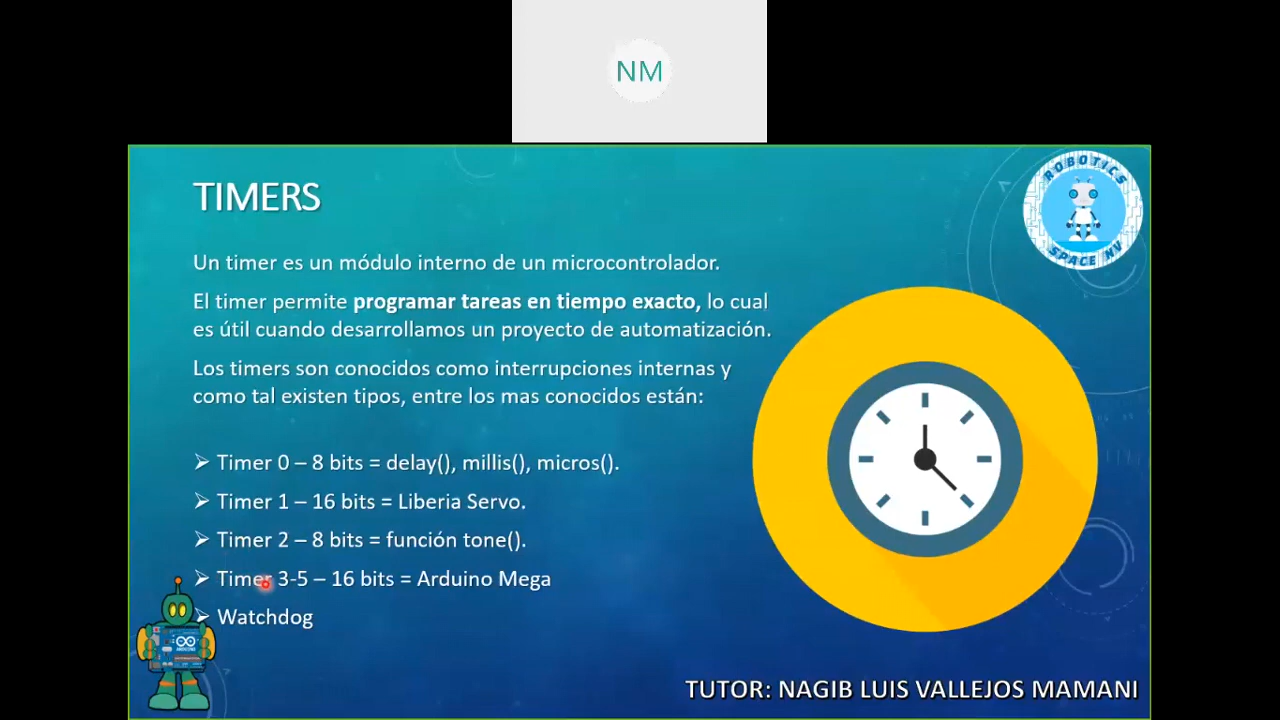 NM
TIMERS
ROBOTICS
SPACE NV
Un timer es un módulo interno de un microcontrolador.
El timer permite programar tareas en tiempo exacto, lo cual
es útil cuando desarrollamos un proyecto de automatización.
Los timers son conocidos como interrupciones internas y
como tal existen tipos, entre los mas conocidos están:
➢ Timer 0 – 8 bits = delay(), millis(), micros().
➢ Timer 1 – 16 bits = Liberia Servo.
➢ Timer 2 – 8 bits = función tone().
➢ Timer 3-5 – 16 bits = Arduino Mega
➢ Watchdog
TUTOR: NAGIB LUIS VALLEJOS MAMANI